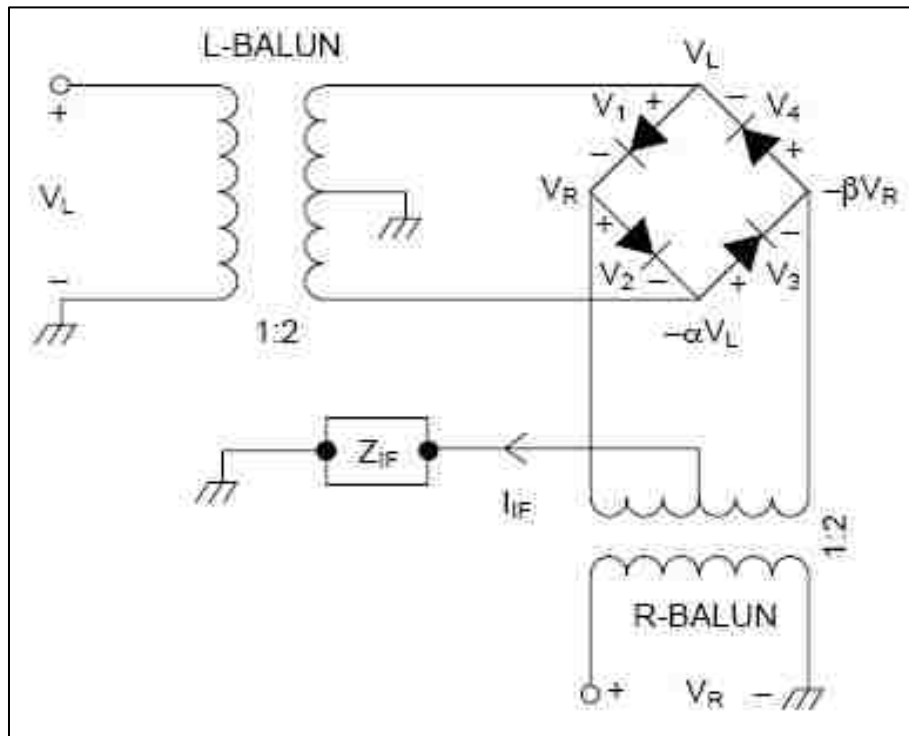 L-BALUN
V_L
+
V_1
+
−
V_4
+
V_L
−
V_R
−βV_R
−
+
+
−
V_2
−
+
V_3
1:2
−αV_L
Z_IF
I_IF
1:2
R-BALUN
+
V_R
−